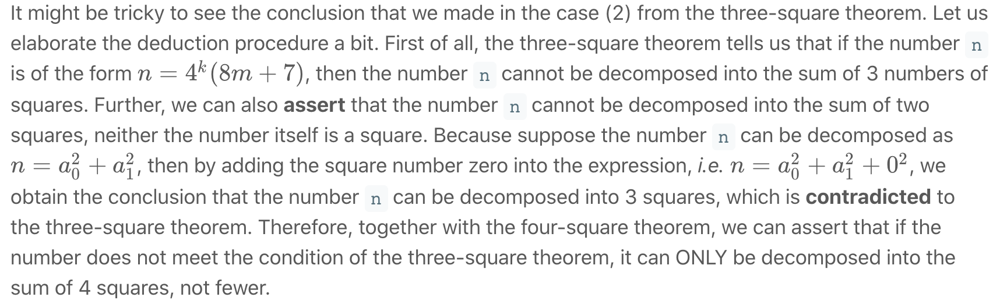 It might be tricky to see the conclusion that we made in the case (2) from the three-square theorem. Let us
elaborate the deduction procedure a bit. First of all, the three-square theorem tells us that if the number n
is of the form n = 4^k(8m + 7), then the number n cannot be decomposed into the sum of 3 numbers of
squares. Further, we can also assert that the number n cannot be decomposed into the sum of two
squares, neither the number itself is a square. Because suppose the number n can be decomposed as
n = a_0^2 + a_1^2, then by adding the square number zero into the expression, i.e. n = a_0^2 + a_1^2 + 0^2, we
obtain the conclusion that the number n can be decomposed into 3 squares, which is contradicted to
the three-square theorem. Therefore, together with the four-square theorem, we can assert that if the
number does not meet the condition of the three-square theorem, it can ONLY be decomposed into the
sum of 4 squares, not fewer.